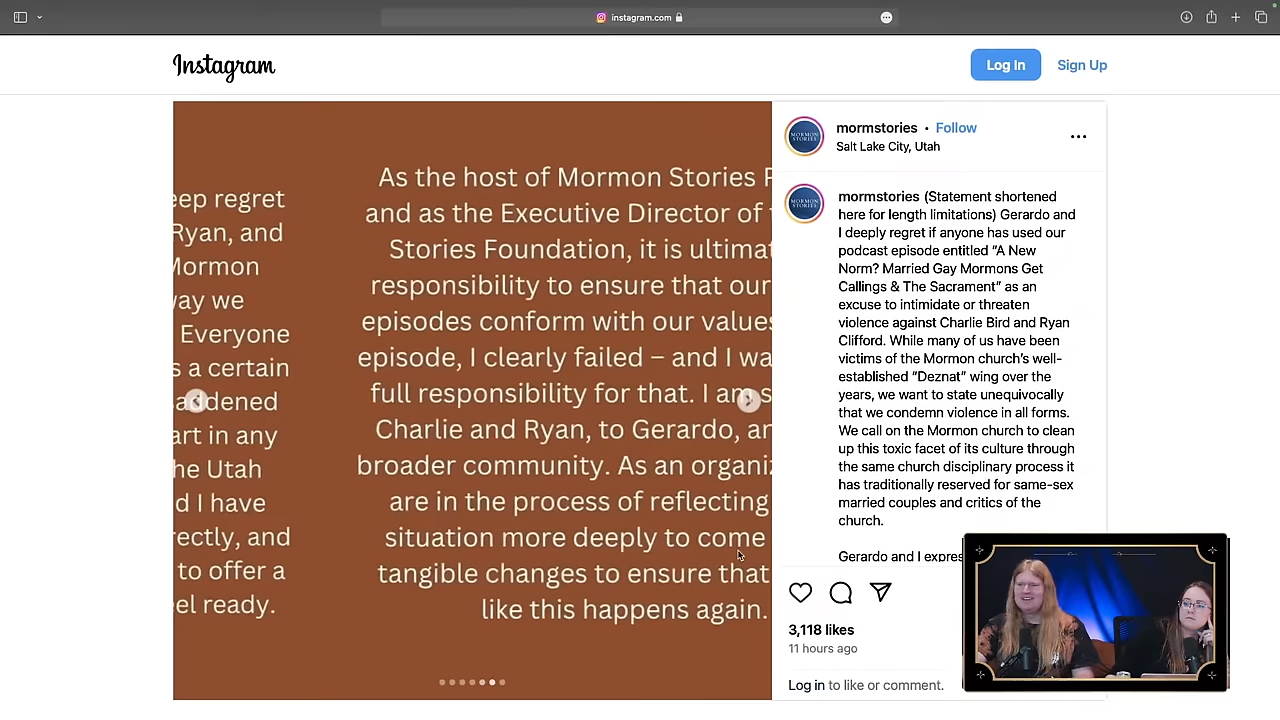 instagram.com
Instagram
Log In
Sign Up
eep regret
Ryan, and
Mormon
ay we
Everyone
s a certain
addened
art in any
he Utah
d I have
rectly, and
to offer a
el ready.
As the host of Mormon Stories P
and as the Executive Director of
Stories Foundation, it is ultimat
responsibility to ensure that our
episodes conform with our values
episode, I clearly failed – and I wa
full responsibility for that. I am s
Charlie and Ryan, to Gerardo, an
broader community. As an organiz
are in the process of reflecting
situation more deeply to come
tangible changes to ensure that
like this happens again.
MORMON
STORIES
mormstories • Follow
Salt Lake City, Utah
MORMON
STORIES
mormstories (Statement shortened
here for length limitations) Gerardo and
I deeply regret if anyone has used our
podcast episode entitled “A New
Norm? Married Gay Mormons Get
Callings & The Sacrament” as an
excuse to intimidate or threaten
violence against Charlie Bird and Ryan
Clifford. While many of us have been
victims of the Mormon church’s well-
established “Deznat” wing over the
years, we want to state unequivocally
that we condemn violence in all forms.
We call on the Mormon church to clean
up this toxic facet of its culture through
the same church disciplinary process it
has traditionally reserved for same-sex
married couples and critics of the
church.
Gerardo and I expres
3,118 likes
11 hours ago
Log in to like or comment.